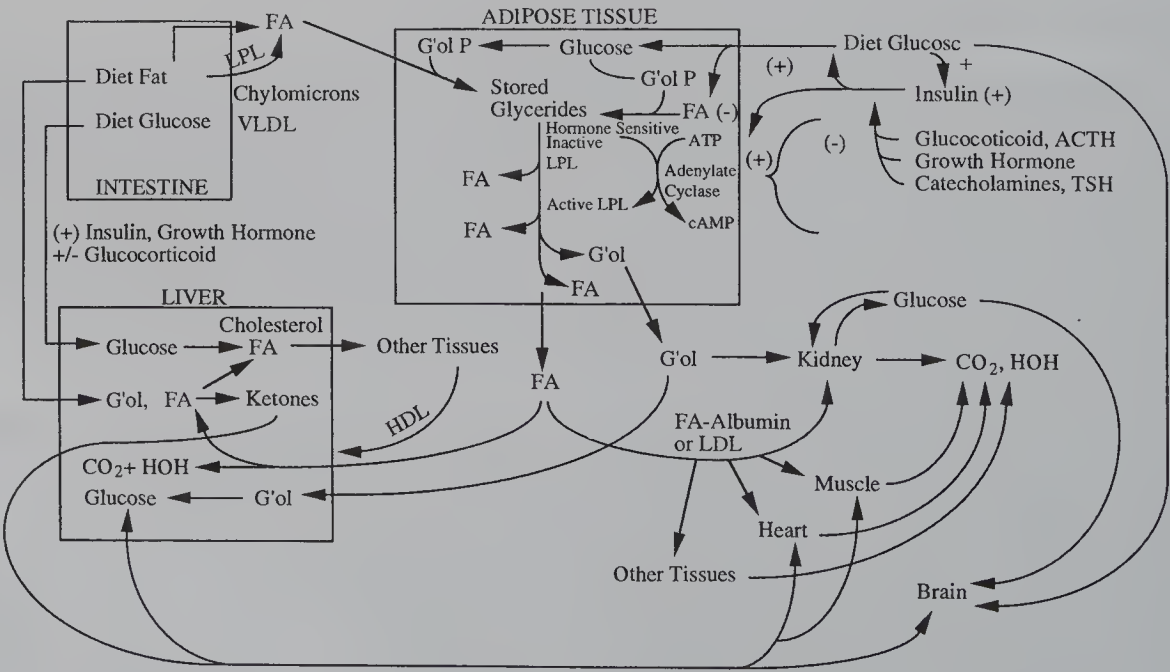 FA
ADIPOSE TISSUE
LPL
Diet Fat
Chylomicrons
VLDL
Diet Glucose
INTESTINE
G'ol P
Glucose
G'ol P
Stored
Glycerides
FA (-)
Hormone Sensitive
Inactive
LPL
ATP
Adenylate
Cyclase
FA
Active LPL
cAMP
FA
G'ol
FA
Diet Glucose
+
(+)
Insulin (+)
(-)
(+)
Glucocoticoid, ACTH
Growth Hormone
Catecholamines, TSH
(+) Insulin, Growth Hormone
+/- Glucocorticoid
LIVER
Cholesterol
Glucose
FA
Other Tissues
G'ol,
FA
Ketones
HDL
CO2+ HOH
Glucose
G'ol
FA
G'ol
Kidney
Glucose
CO2, HOH
FA-Albumin
or LDL
Muscle
Heart
Other Tissues
Brain